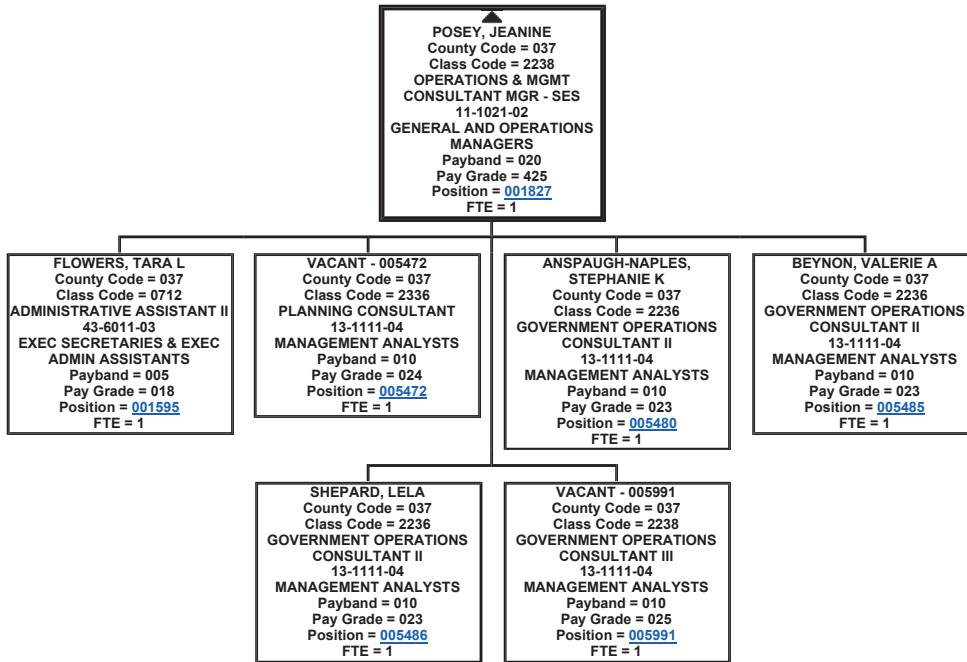 POSEY, JEANINE
County Code = 037
Class Code = 2238
OPERATIONS & MGMT
CONSULTANT MGR - SES
11-1021-02
GENERAL AND OPERATIONS
MANAGERS
Payband = 020
Pay Grade = 425
Position = 001827
FTE = 1
FLOWERS, TARA L
County Code = 037
Class Code = 0712
ADMINISTRATIVE ASSISTANT II
43-6011-03
EXEC SECRETARIES & EXEC
ADMIN ASSISTANTS
Payband = 005
Pay Grade = 018
Position = 001595
FTE = 1
VACANT - 005472
County Code = 037
Class Code = 2336
PLANNING CONSULTANT
13-1111-04
MANAGEMENT ANALYSTS
Payband = 010
Pay Grade = 024
Position = 005472
FTE = 1
ANSPAUGH-NAPLES,
STEPHANIE K
County Code = 037
Class Code = 2236
GOVERNMENT OPERATIONS
CONSULTANT II
13-1111-04
MANAGEMENT ANALYSTS
Payband = 010
Pay Grade = 023
Position = 005480
FTE = 1
BEYNON, VALERIE A
County Code = 037
Class Code = 2236
GOVERNMENT OPERATIONS
CONSULTANT II
13-1111-04
MANAGEMENT ANALYSTS
Payband = 010
Pay Grade = 023
Position = 005485
FTE = 1
SHEPARD, LELA
County Code = 037
Class Code = 2236
GOVERNMENT OPERATIONS
CONSULTANT II
13-1111-04
MANAGEMENT ANALYSTS
Payband = 010
Pay Grade = 023
Position = 005486
FTE = 1
VACANT - 005991
County Code = 037
Class Code = 2238
GOVERNMENT OPERATIONS
CONSULTANT III
13-1111-04
MANAGEMENT ANALYSTS
Payband = 010
Pay Grade = 025
Position = 005991
FTE = 1